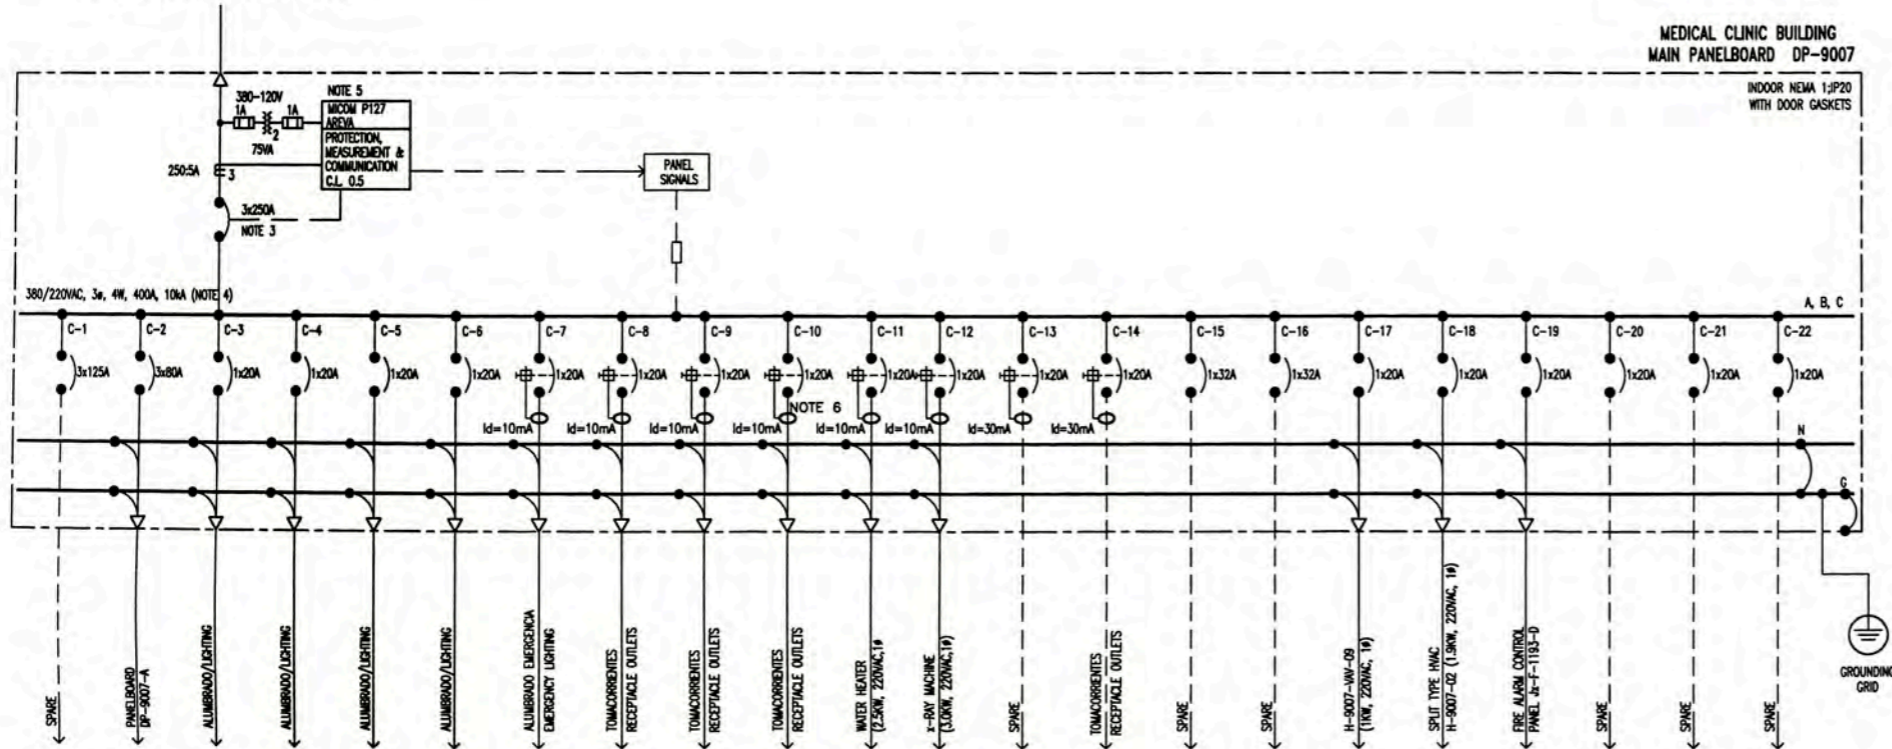 MEDICAL CLINIC BUILDING
MAIN PANELBOARD DP-9007
INDOOR NEMA 1;IP20
WITH DOOR GASKETS
380-120V
1A
1A
2
75VA
NOTE 5
MICOM P127
AREVA
PROTECTION,
MEASUREMENT &
COMMUNICATION
C.L. 0.5
250:5A
3
3x250A
NOTE 3
PANEL
SIGNALS
380/220VAC, 3ø, 4W, 400A, 10kA (NOTE 4)
A, B, C
C-1
C-2
C-3
C-4
C-5
C-6
C-7
C-8
C-9
C-10
C-11
C-12
C-13
C-14
C-15
C-16
C-17
C-18
C-19
C-20
C-21
C-22
3x125A
3x80A
1x20A
1x20A
1x20A
1x20A
1x20A
1x20A
1x20A
1x20A
1x20A
1x20A
1x20A
1x20A
1x32A
1x32A
1x20A
1x20A
1x20A
1x20A
1x20A
1x20A
NOTE 6
Id=10mA
Id=10mA
Id=10mA
Id=10mA
Id=10mA
Id=10mA
Id=30mA
Id=30mA
N
G
SPARE
PANELBOARD
DP-9007-A
ALUMBRADO/LIGHTING
ALUMBRADO/LIGHTING
ALUMBRADO/LIGHTING
ALUMBRADO/LIGHTING
ALUMBRADO EMERGENCIA
EMERGENCY LIGHTING
TOMACORRIENTES
RECEPTACLE OUTLETS
TOMACORRIENTES
RECEPTACLE OUTLETS
TOMACORRIENTES
RECEPTACLE OUTLETS
WATER HEATER
(2.5KW, 220VAC,1ø
x-RAY MACHINE
(3.0KW, 220VAC,1ø)
SPARE
TOMACORRIENTES
RECEPTACLE OUTLETS
SPARE
SPARE
H-9007-VAV-09
(1KW, 220VAC, 1ø)
SPLIT TYPE HVAC
H-9007-02 (1.9KW, 220VAC, 1ø)
FIRE ALARM CONTROL
PANEL Jz-F-1193-D
SPARE
SPARE
SPARE
GROUNDING
GRID